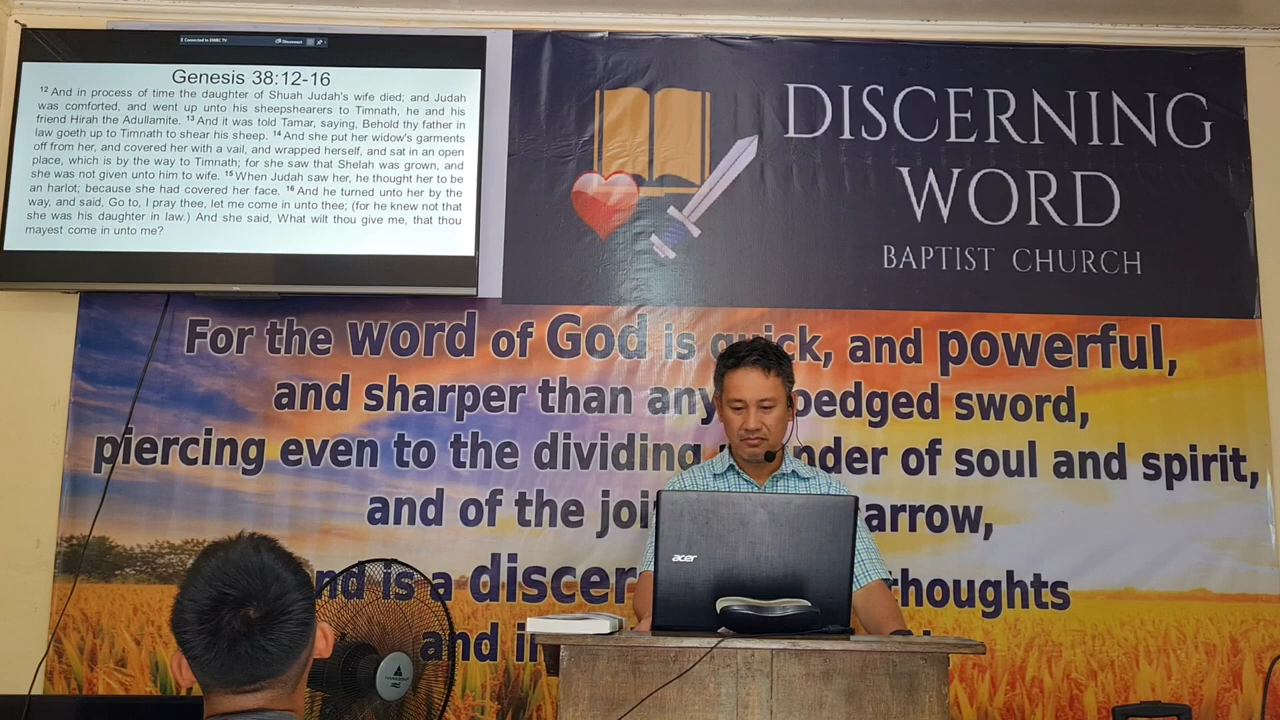 Connected to DWBC TV Disconnect
Genesis 38:12-16
12 And in process of time the daughter of Shuah Judah's wife died; and Judah
was comforted, and went up unto his sheepshearers to Timnath, he and his
friend Hirah the Adullamite. 13 And it was told Tamar, saying, Behold thy father in
law goeth up to Timnath to shear his sheep. 14 And she put her widow's garments
off from her, and covered her with a vail, and wrapped herself, and sat in an open
place, which is by the way to Timnath; for she saw that Shelah was grown, and
she was not given unto him to wife. 15 When Judah saw her, he thought her to be
an harlot; because she had covered her face. 16 And he turned unto her by the
way, and said, Go to, I pray thee, let me come in unto thee; (for he knew not that
she was his daughter in law.) And she said, What wilt thou give me, that thou
mayest come in unto me?
DISCERNING
WORD
BAPTIST CHURCH
For the word of God is quick, and powerful,
and sharper than any oedged sword,
piercing even to the dividing nder of soul and spirit,
and of the joi arrow,
nd is a discer thoughts
and i
acer